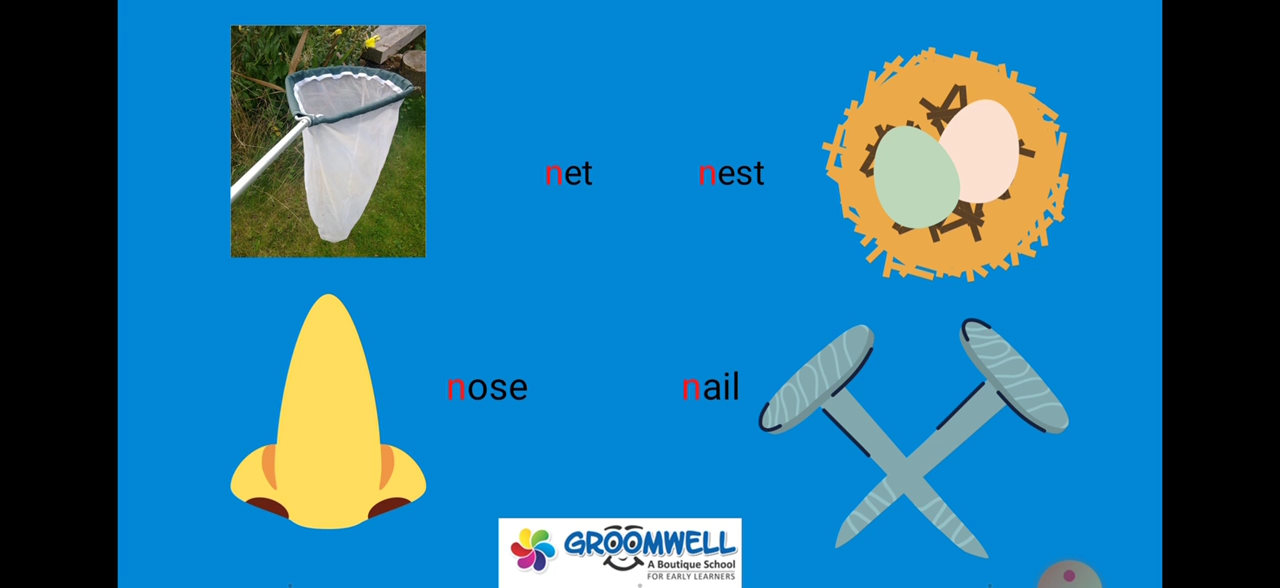 net
nest
nose
nail
GROOMWELL
A Boutique School
FOR EARLY LEARNERS